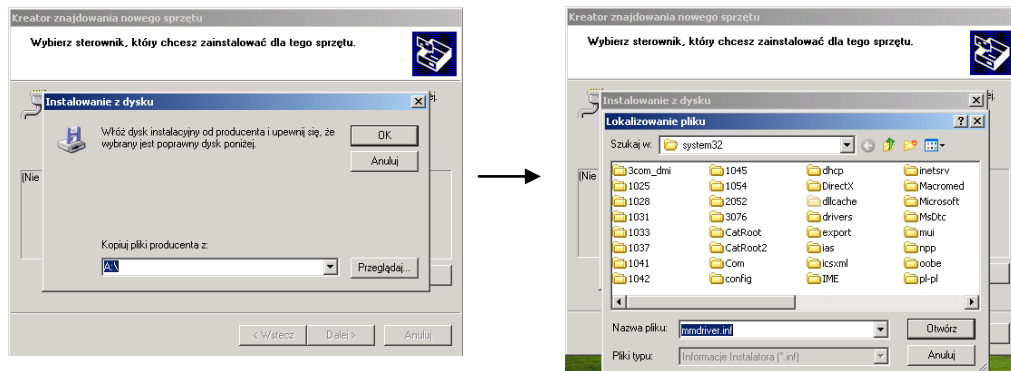 Kreator znajdowania nowego sprzętu
Wybierz sterownik, który chcesz zainstalować dla tego sprzętu.
Instalowanie z dysku
Włóż dysk instalacyjny od producenta i upewnij się, że
wybrany jest poprawny dysk poniżej.
OK
Anuluj
(Nie
Kopiuj pliki producenta z:
A:\
Przeglądaj...
< Wstecz
Dalej >
Anuluj
Kreator znajdowania nowego sprzętu
Wybierz sterownik, który chcesz zainstalować dla tego sprzętu.
Instalowanie z dysku
Lokalizowanie pliku
Szukaj w:
system32
(Nie
3com_dmi
1025
1028
1031
1033
1037
1041
1042
1045
1054
2052
3076
CatRoot
CatRoot2
Com
config
dhcp
DirectX
dllcache
drivers
export
ias
icsxml
IME
inetsrv
Macromed
Microsoft
MsDtc
mui
npp
oobe
pl-pl
Nazwa pliku:
mmdriver.inf
Otwórz
Pliki typu:
Informacje Instalatora (*.inf)
Anuluj